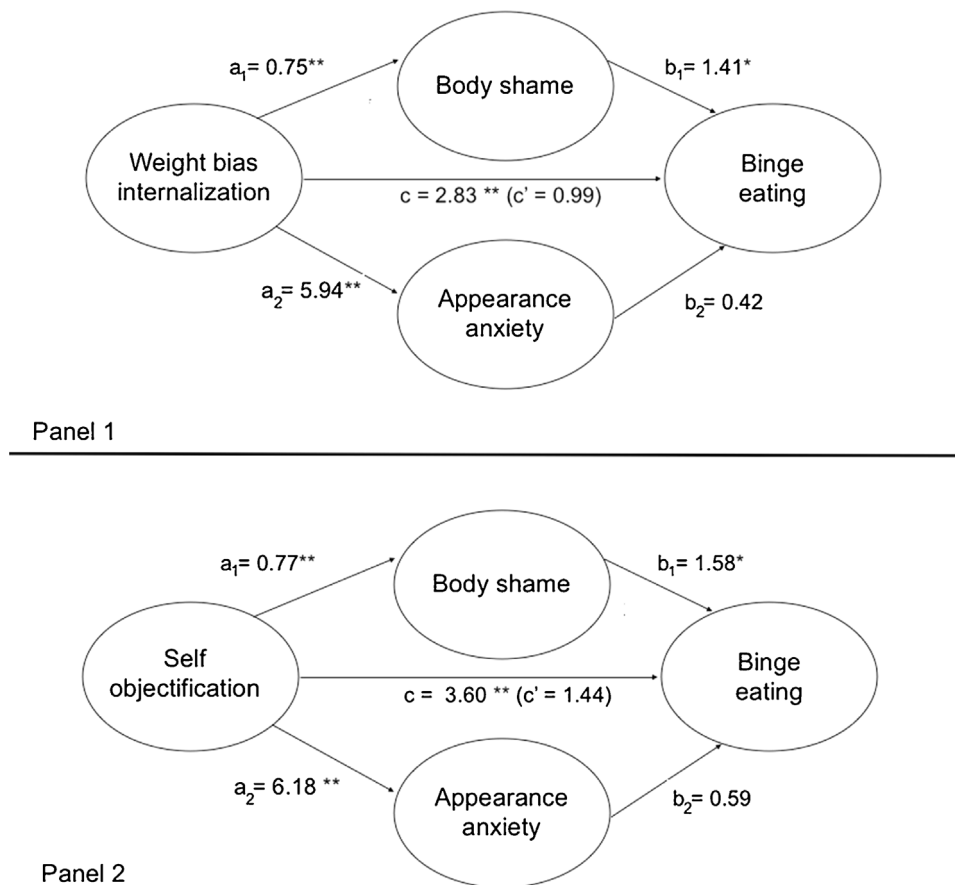 a₁= 0.75**
Body shame
b₁= 1.41*
Weight bias
internalization
Binge
eating
c = 2.83 ** (c' = 0.99)
a₂= 5.94**
Appearance
anxiety
b₂= 0.42
Panel 1
a₁= 0.77**
Body shame
b₁= 1.58*
Self
objectification
Binge
eating
c = 3.60 ** (c' = 1.44)
a₂= 6.18 **
Appearance
anxiety
b₂= 0.59
Panel 2